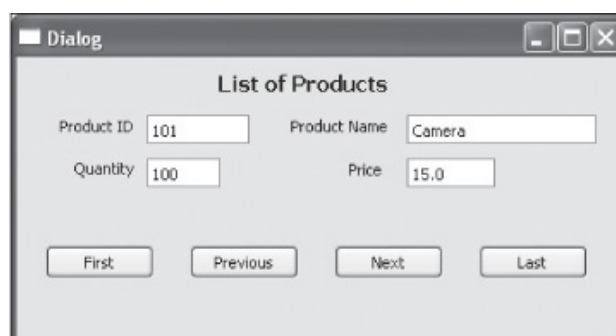 Dialog
List of Products
Product ID 101 Product Name Camera
Quantity 100 Price 15.0
First Previous Next Last